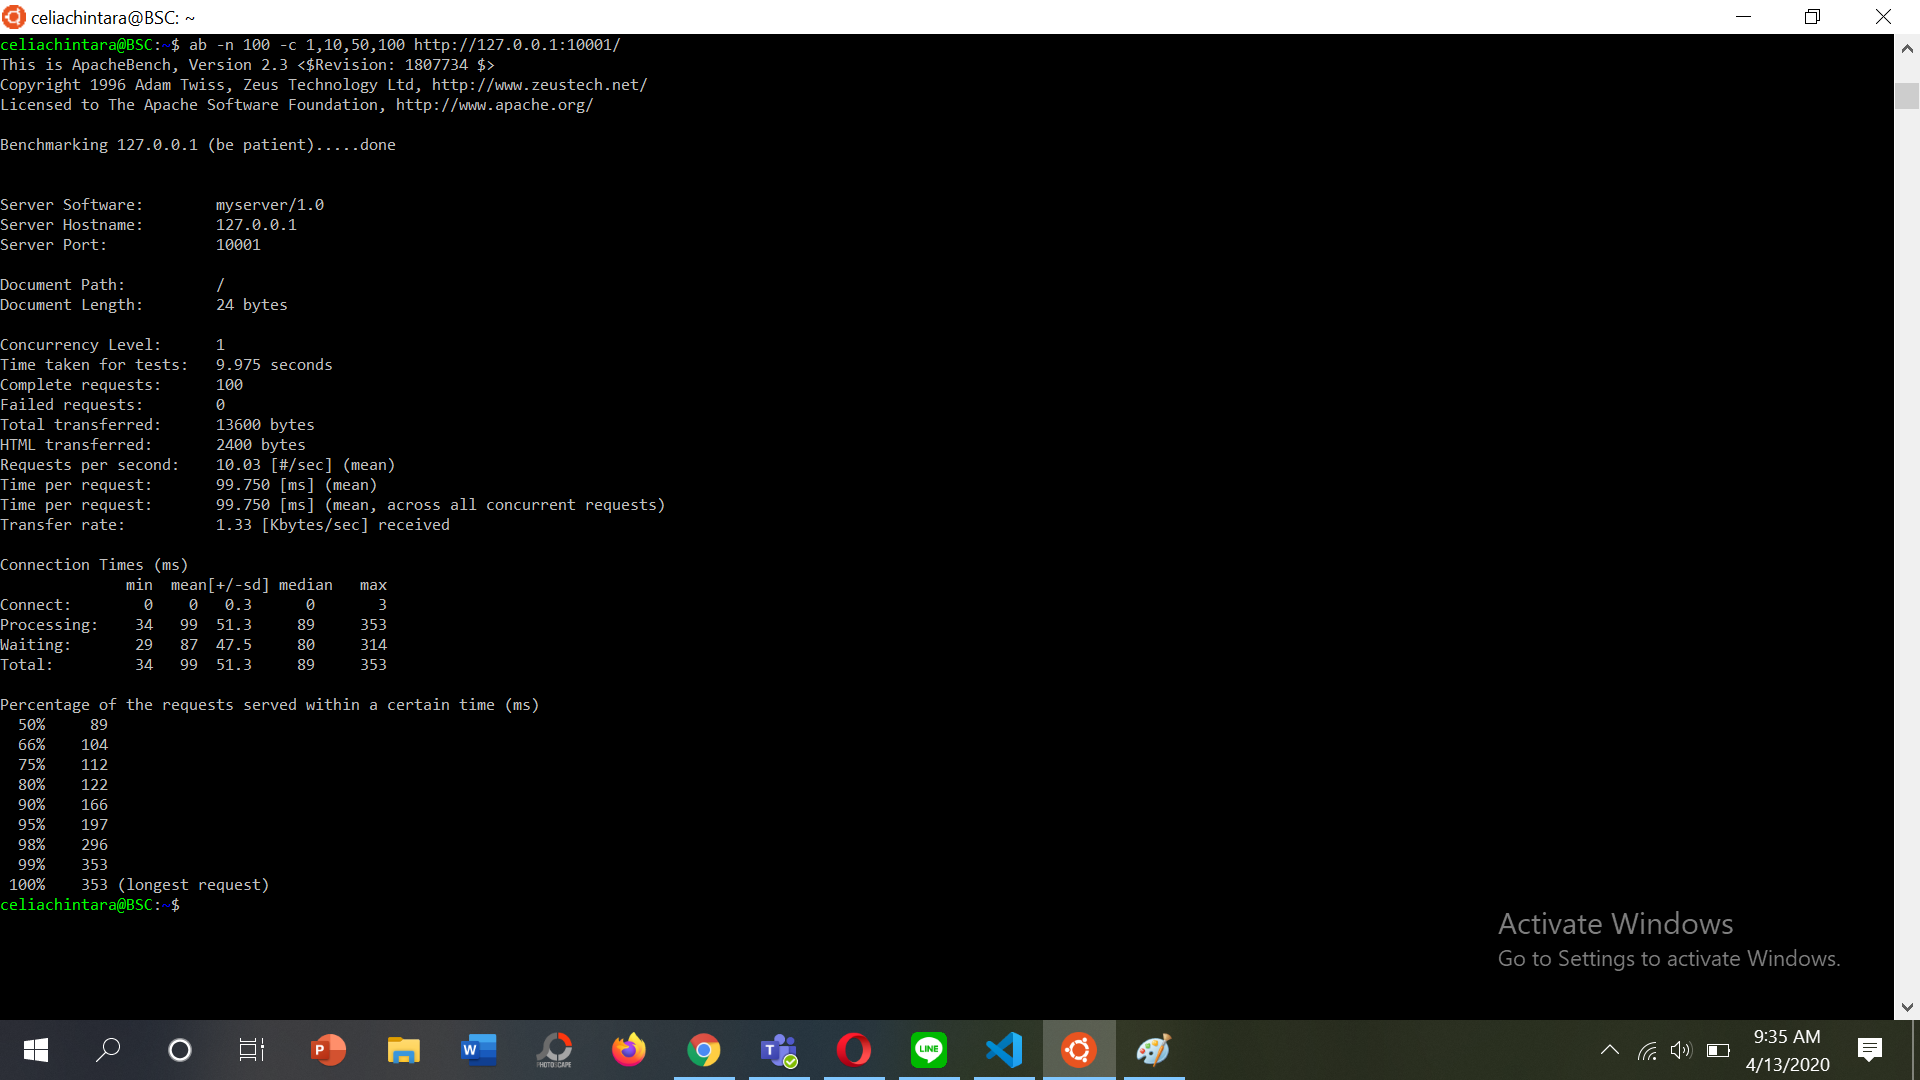 celiachintara@BSC: ~
celiachintara@BSC:~$ ab -n 100 -c 1,10,50,100 http://127.0.0.1:10001/
This is ApacheBench, Version 2.3 <$Revision: 1807734 $>
Copyright 1996 Adam Twiss, Zeus Technology Ltd, http://www.zeustech.net/
Licensed to The Apache Software Foundation, http://www.apache.org/
Benchmarking 127.0.0.1 (be patient).....done
Server Software: myserver/1.0
Server Hostname: 127.0.0.1
Server Port: 10001
Document Path: /
Document Length: 24 bytes
Concurrency Level: 1
Time taken for tests: 9.975 seconds
Complete requests: 100
Failed requests: 0
Total transferred: 13600 bytes
HTML transferred: 2400 bytes
Requests per second: 10.03 [#/sec] (mean)
Time per request: 99.750 [ms] (mean)
Time per request: 99.750 [ms] (mean, across all concurrent requests)
Transfer rate: 1.33 [Kbytes/sec] received
Connection Times (ms)
min mean[+/-sd] median max
Connect: 0 0 0.3 0 3
Processing: 34 99 51.3 89 353
Waiting: 29 87 47.5 80 314
Total: 34 99 51.3 89 353
Percentage of the requests served within a certain time (ms)
50% 89
66% 104
75% 112
80% 122
90% 166
95% 197
98% 296
99% 353
100% 353 (longest request)
celiachintara@BSC:~$
Activate Windows
Go to Settings to activate Windows.
P
W
PHOTOSCAPE
T
LINE
9:35 AM
4/13/2020